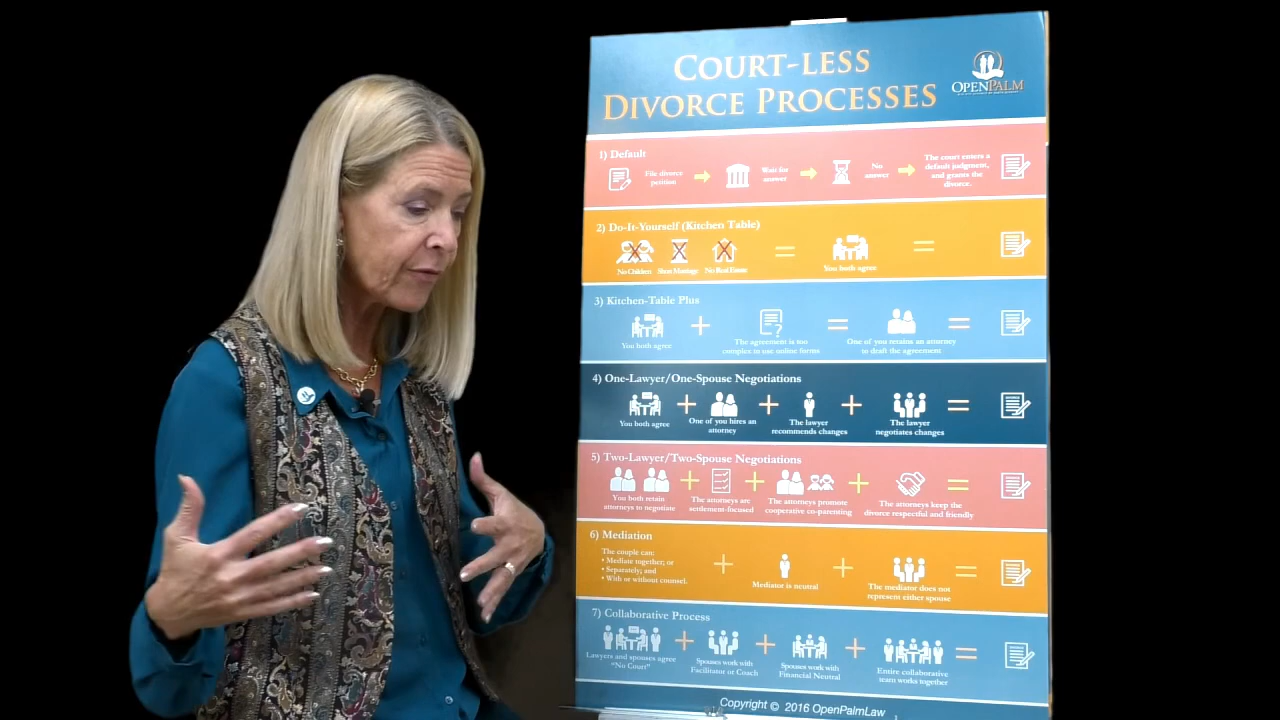 COURT-LESS
DIVORCE PROCESSES
OPENPALM
1) Default
File divorce
petition
Wait for
answer
No
answer
The court enters a
default judgment,
and grants the
divorce.
2) Do-It-Yourself (Kitchen Table)
No Children
Short Marriage
No Real Estate
=
You both agree
=
3) Kitchen-Table Plus
You both agree
+
The agreement is too
complex to use online forms
=
One of you retains an attorney
to draft the agreement
=
4) One-Lawyer/One-Spouse Negotiations
You both agree
+
One of you hires an
attorney
+
The lawyer
recommends changes
+
The lawyer
negotiates changes
=
5) Two-Lawyer/Two-Spouse Negotiations
You both retain
attorneys to negotiate
+
The attorneys are
settlement-focused
+
The attorneys promote
cooperative co-parenting
+
The attorneys keep the
divorce respectful and friendly
=
6) Mediation
The couple can:
• Mediate together; or
• Separately; and
• With or without counsel.
+
Mediator is neutral
+
The mediator does not
represent either spouse
=
7) Collaborative Process
Lawyers and spouses agree
"No Court"
+
Spouses work with
Facilitator or Coach
+
Spouses work with
Financial Neutral
+
Entire collaborative
team works together
=
Copyright © 2016 OpenPalmLaw